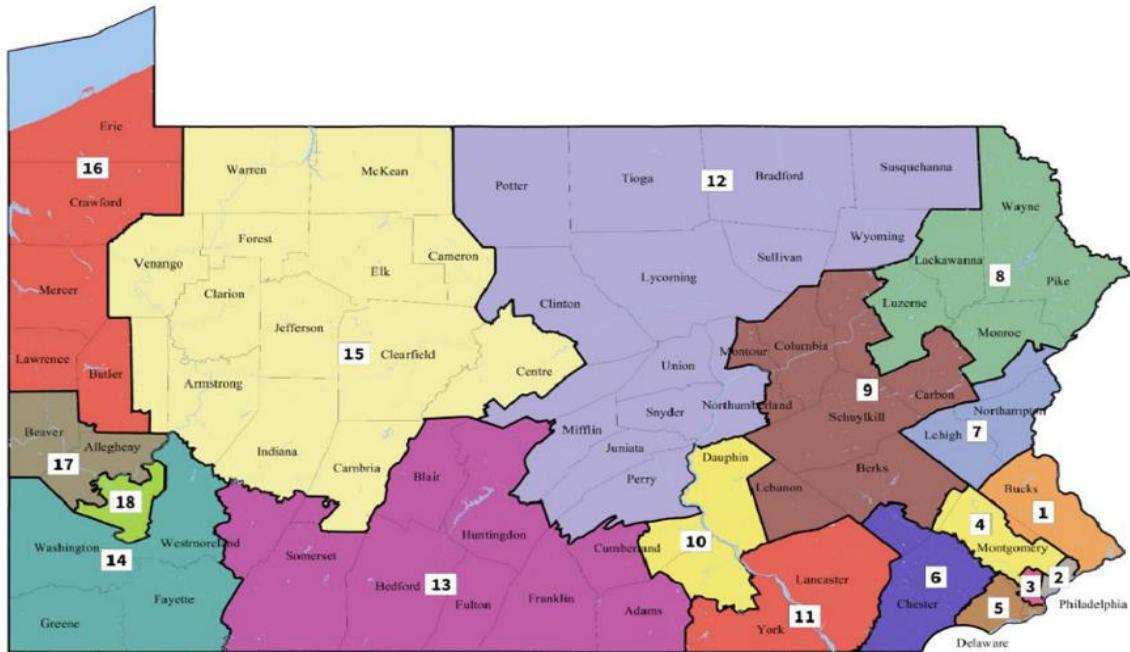 Erie
16
Crawford
Warren
McKean
Potter
Tioga
12
Bradford
Susquehanna
Wayne
Wyoming
Forest
Venango
Elk
Cameron
Sullivan
Lackawanna
8
Pike
Mercer
Clarion
Lycoming
Clinton
Luzerne
Monroe
Jefferson
Montour
Columbia
Lawrence
Butler
15
Clearfield
Centre
Union
Carbon
Armstrong
9
Snyder
Northumberland
Schuylkill
Northampton
Beaver
Allegheny
Mifflin
Juniata
Lehigh
7
17
Indiana
Cambria
Blair
Perry
Dauphin
Berks
Lebanon
Bucks
18
1
Huntingdon
4
Washington
Westmoreland
14
Somerset
Cumberland
10
Montgomery
Bedford
13
Lancaster
6
2
3
Fayette
Fulton
Franklin
Adams
Chester
5
Philadelphia
11
Greene
York
Delaware